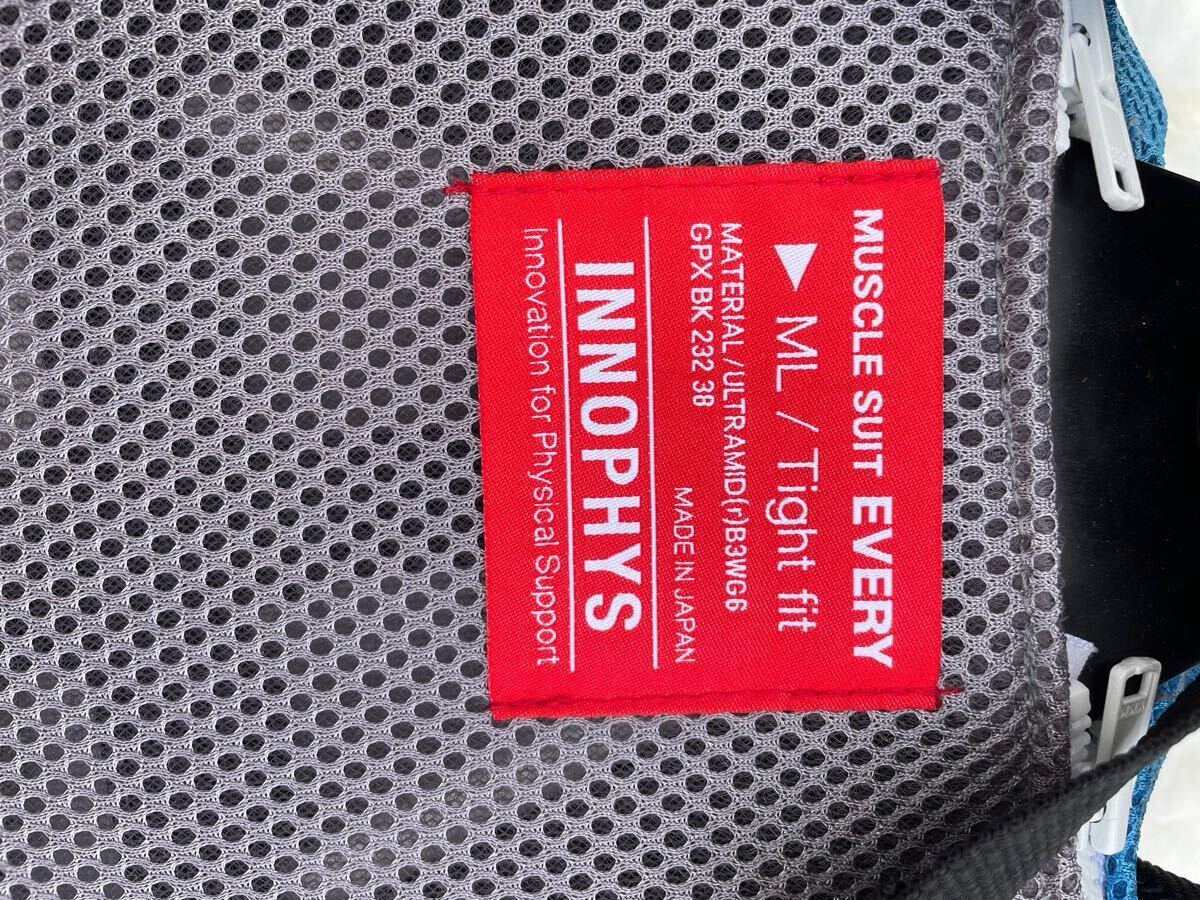 MUSCLE SUIT EVERY
▶ ML / Tight fit
MATERIAL / ULTRAMID(r)B3WG6
GPX BK 232 38
MADE IN JAPAN
INNOPHYS
Innovation for Physical Support